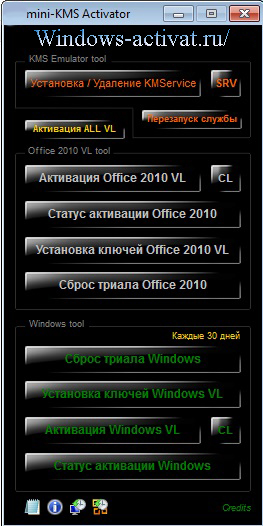 mini-KMS Activator
Windows-activat.ru/
KMS Emulator tool
Установка / Удаление KMService
SRV
Активация ALL VL
Перезапуск службы
Office 2010 VL tool
Активация Office 2010 VL
CL
Статус активации Office 2010
Установка ключей Office 2010 VL
Сброс триала Office 2010
Windows tool
Каждые 30 дней
Сброс триала Windows
Установка ключей Windows VL
Активация Windows VL
CL
Статус активации Windows
Credits